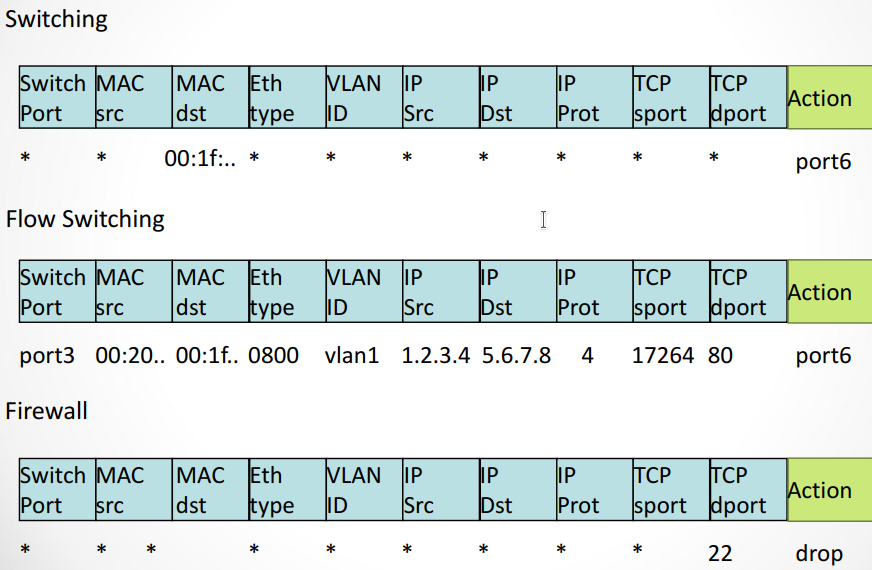 Switching
Switch Port MAC src MAC dst Eth type VLAN ID IP Src IP Dst IP Prot TCP sport TCP dport Action
* * 00:1f:.. * * * * * * * port6
Flow Switching
Switch Port MAC src MAC dst Eth type VLAN ID IP Src IP Dst IP Prot TCP sport TCP dport Action
port3 00:20.. 00:1f.. 0800 vlan1 1.2.3.4 5.6.7.8 4 17264 80 port6
Firewall
Switch Port MAC src MAC dst Eth type VLAN ID IP Src IP Dst IP Prot TCP sport TCP dport Action
* * * * * * * * * 22 drop